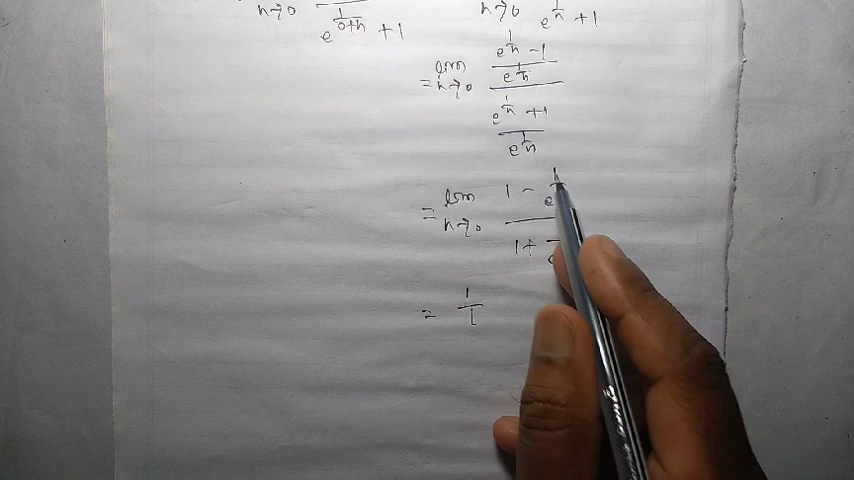 h→0 e^(1/(0+h)) + 1 h→0 e^(1/h) + 1
= lim h→0 ((e^(1/h) - 1)/e^(1/h))/((e^(1/h) + 1)/e^(1/h))
= lim h→0 (1 - 1/e)/(1 +
= 1/1